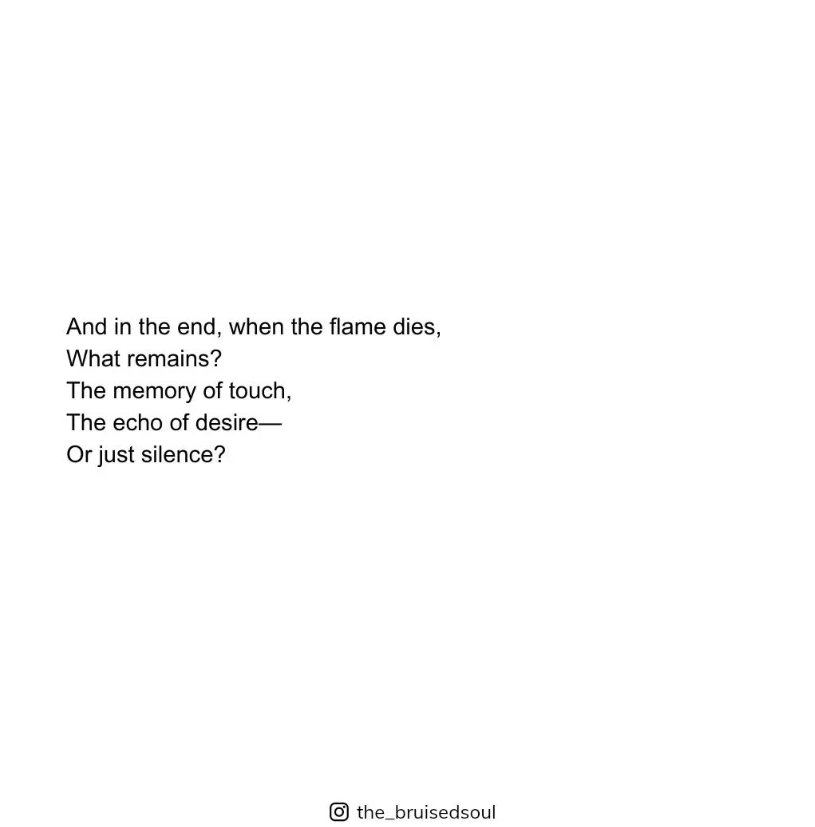 And in the end, when the flame dies,
What remains?
The memory of touch,
The echo of desire—
Or just silence?
the_bruisedsoul